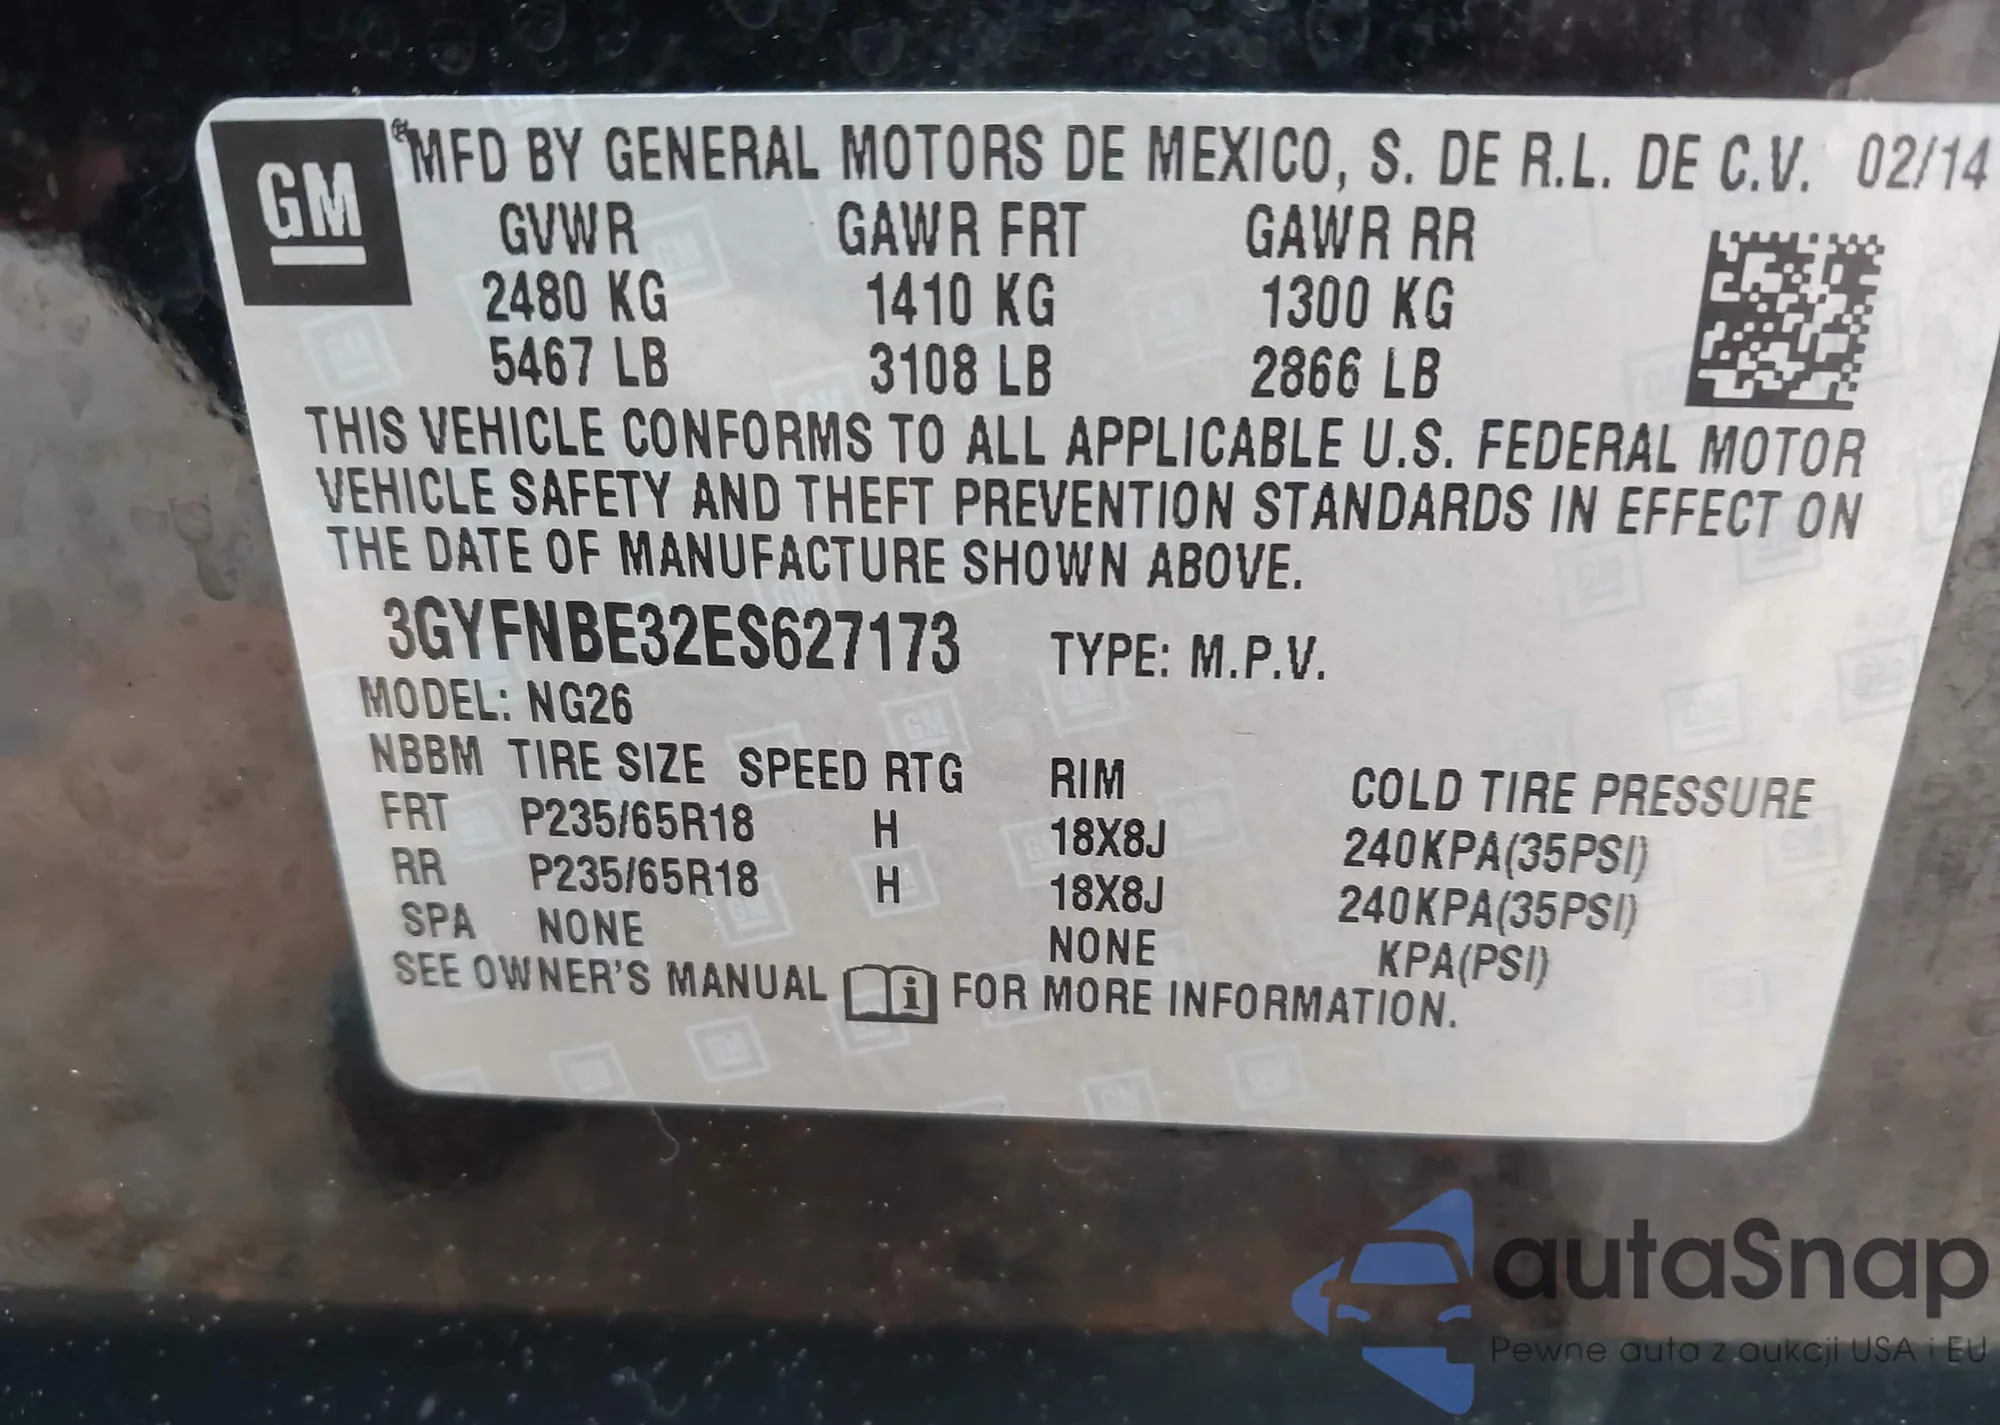 GM ® MFD BY GENERAL MOTORS DE MEXICO, S. DE R.L. DE C.V. 02/14
GVWR GAWR FRT GAWR RR
2480 KG 1410 KG 1300 KG
5467 LB 3108 LB 2866 LB
THIS VEHICLE CONFORMS TO ALL APPLICABLE U.S. FEDERAL MOTOR
VEHICLE SAFETY AND THEFT PREVENTION STANDARDS IN EFFECT ON
THE DATE OF MANUFACTURE SHOWN ABOVE.
3GYFNBE32ES627173 TYPE: M.P.V.
MODEL: NG26
NBBM TIRE SIZE SPEED RTG RIM COLD TIRE PRESSURE
FRT P235/65R18 H 18X8J 240KPA(35PSI)
RR P235/65R18 H 18X8J 240KPA(35PSI)
SPA NONE NONE KPA(PSI)
SEE OWNER'S MANUAL i FOR MORE INFORMATION.
autaSnap
Pewne auta z aukcji USA i EU